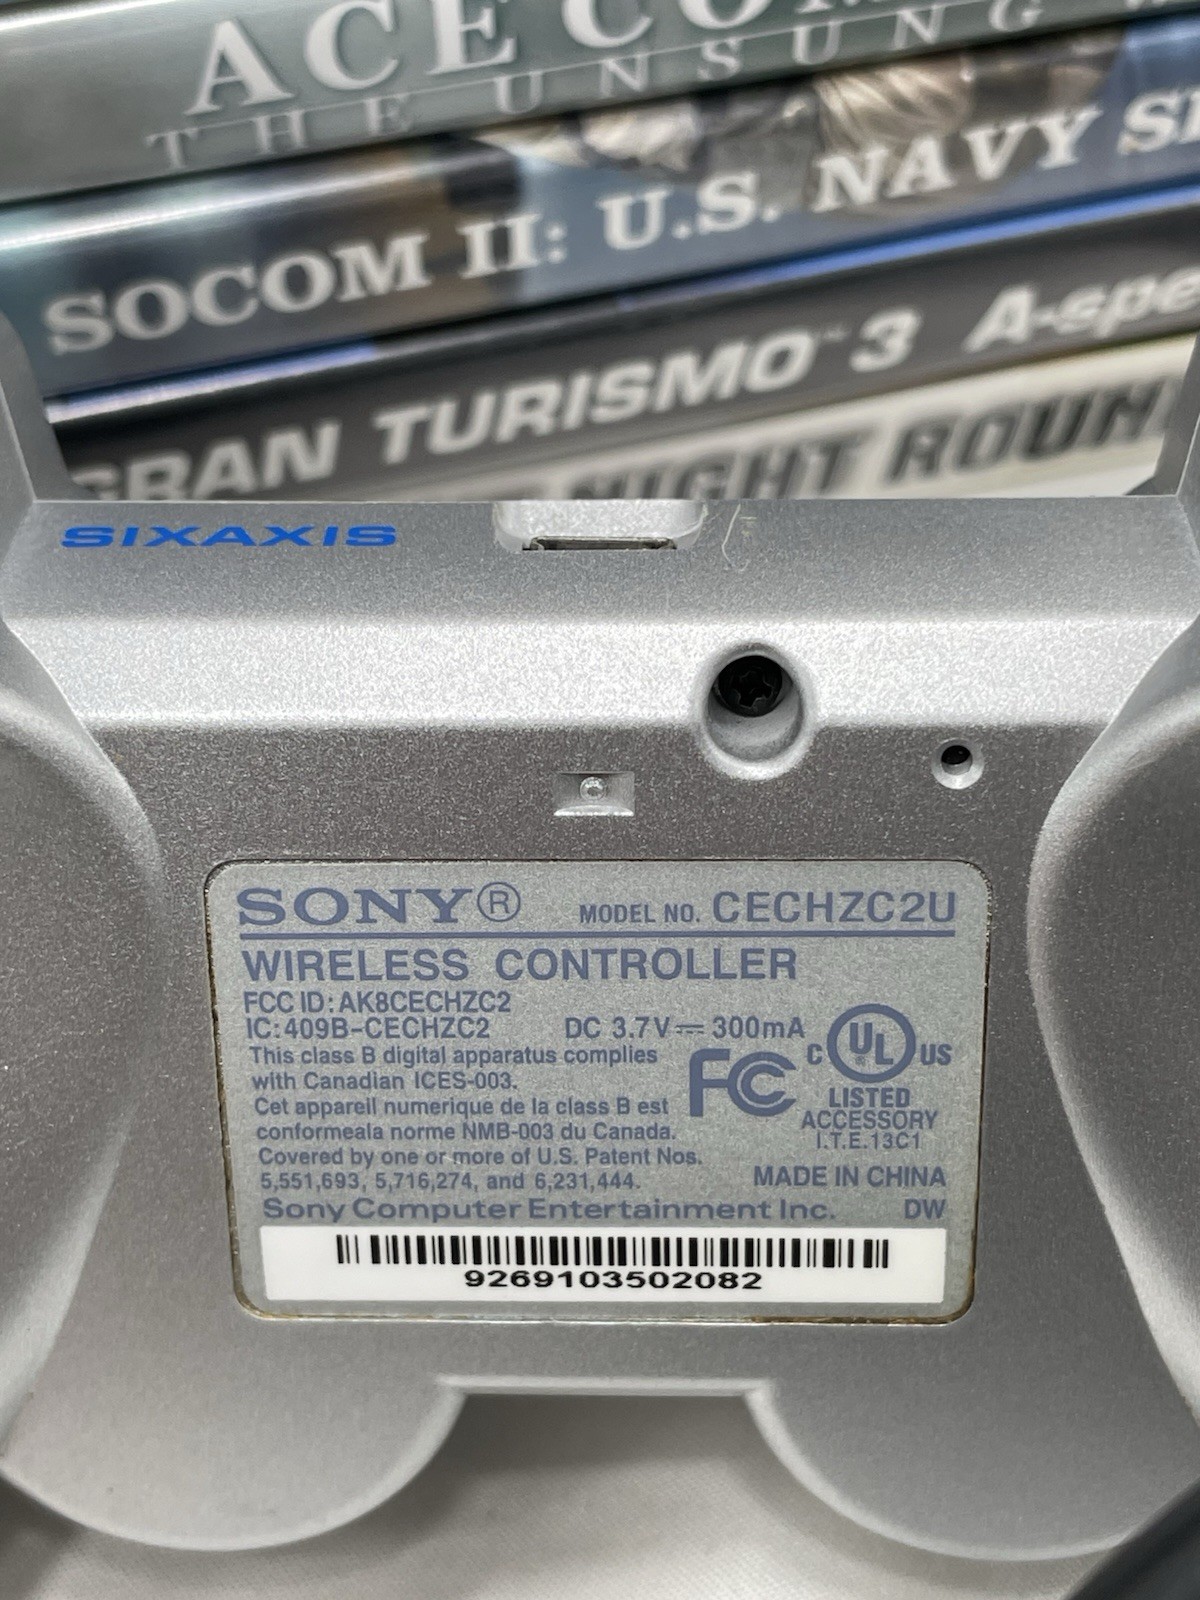 ACE CO
THE UNSUNG
SOCOM II: U.S. NAVY
GRAN TURISMO™ 3 A-spe
NIGHT ROUN
SIXAXIS
SONY® MODEL NO. CECHZC2U
WIRELESS CONTROLLER
FCC ID: AK8CECHZC2
IC: 409B-CECHZC2 DC 3.7V⎓300mA
This class B digital apparatus complies
with Canadian ICES-003.
Cet appareil numerique de la class B est
conformeala norme NMB-003 du Canada.
Covered by one or more of U.S. Patent Nos.
5,551,693, 5,716,274, and 6,231,444.
FC
C UL® US
LISTED
ACCESSORY
I.T.E.13C1
MADE IN CHINA
Sony Computer Entertainment Inc. DW
9269103502082